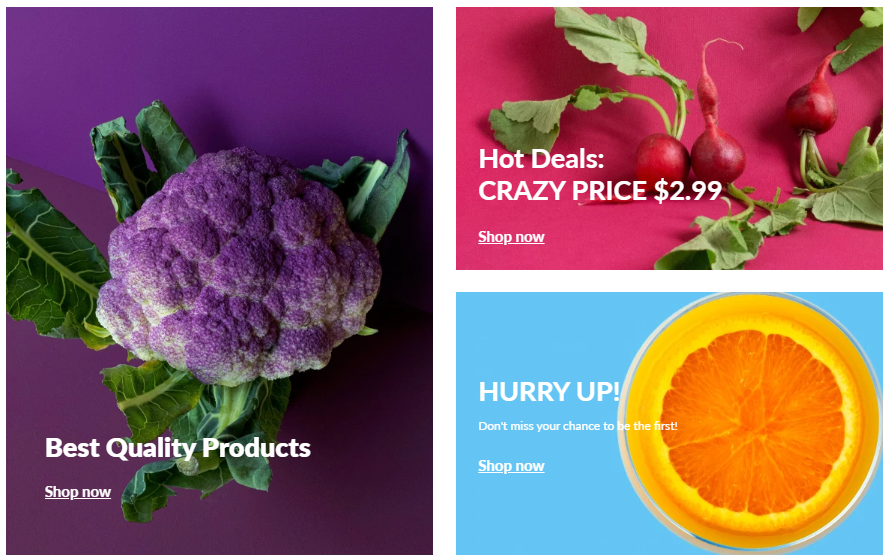 Best Quality Products
Shop now
Hot Deals:
CRAZY PRICE $2.99
Shop now
HURRY UP!
Don't miss your chance to be the first!
Shop now